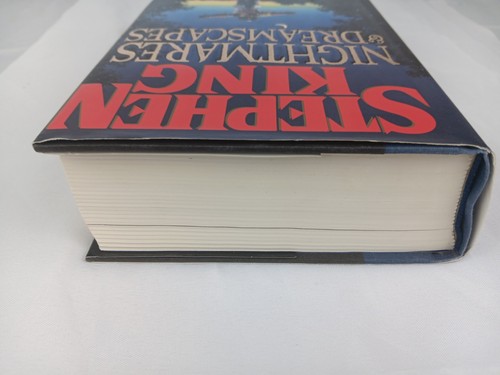 STEPHEN
KING
NIGHTMARES
& DREAMSCAPES